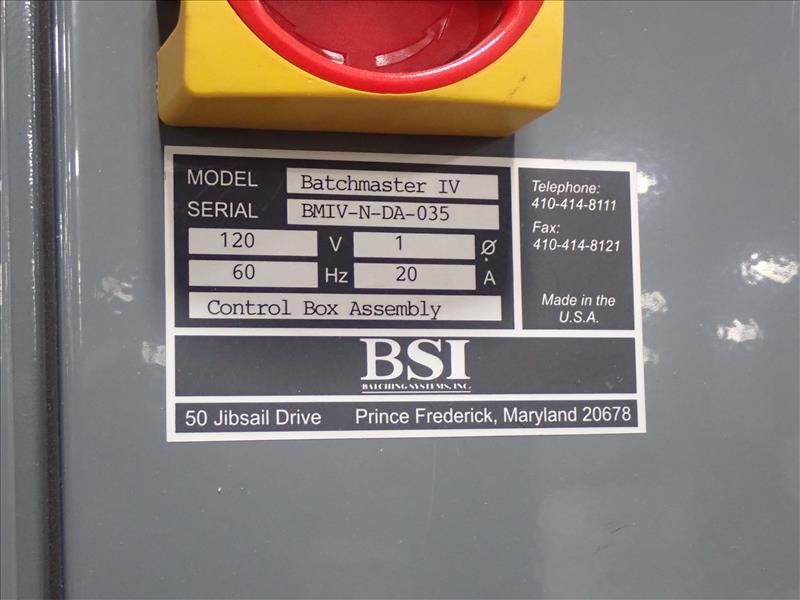 MODEL Batchmaster IV
SERIAL BMIV-N-DA-035
120 V 1 Ø
60 Hz 20 A
Control Box Assembly
Telephone:
410-414-8111
Fax:
410-414-8121
Made in the
U.S.A.
BSI
BATCHING SYSTEMS, INC.
50 Jibsail Drive Prince Frederick, Maryland 20678